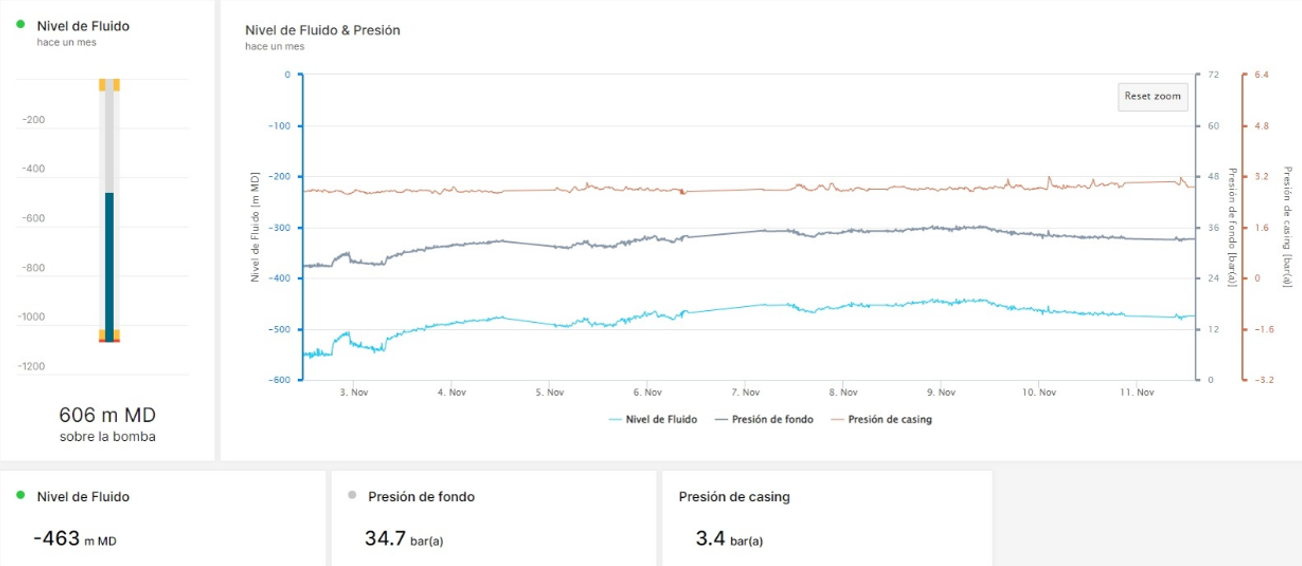 Nivel de Fluido
hace un mes
-200
-400
-600
-800
-1000
-1200
606 m MD
sobre la bomba
Nivel de Fluido & Presión
hace un mes
Reset zoom
0
-100
-200
-300
-400
-500
-600
Nivel de Fluido [m MD]
72
60
48
36
24
12
0
Presión de fondo [bar(a)]
6.4
4.8
3.2
1.6
0
-1.6
-3.2
Presión de casing [bar(a)]
3. Nov
4. Nov
5. Nov
6. Nov
7. Nov
8. Nov
9. Nov
10. Nov
11. Nov
Nivel de Fluido
Presión de fondo
Presión de casing
Nivel de Fluido
-463 m MD
Presión de fondo
34.7 bar(a)
Presión de casing
3.4 bar(a)